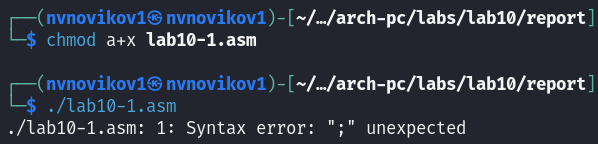 ┌──(nvnovikov1㉿nvnovikov1)-[~/…/arch-pc/labs/lab10/report]
└─$ chmod a+x lab10-1.asm
┌──(nvnovikov1㉿nvnovikov1)-[~/…/arch-pc/labs/lab10/report]
└─$ ./lab10-1.asm
./lab10-1.asm: 1: Syntax error: ";" unexpected